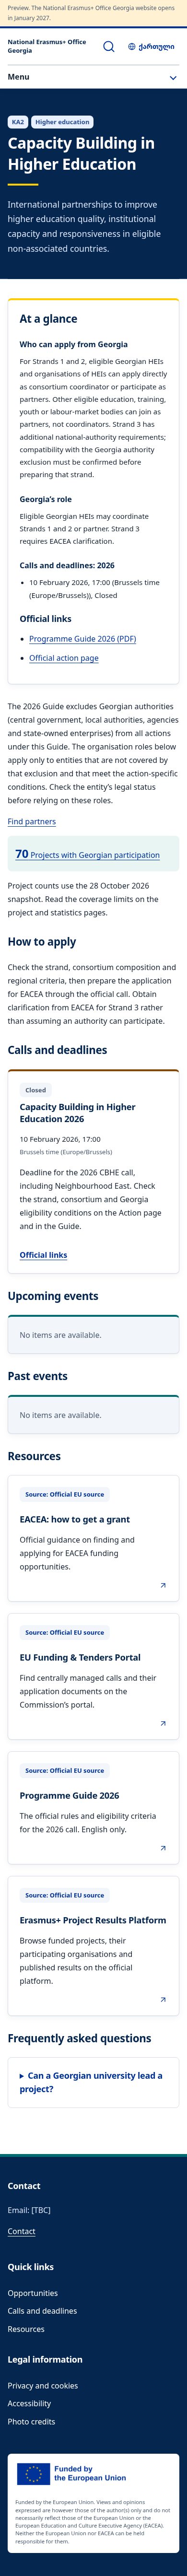 Preview. The National Erasmus+ Office Georgia website opens
in January 2027.
National Erasmus+ Office
Georgia
ქართული
Menu
KA2
Higher education
Capacity Building in
Higher Education
International partnerships to improve
higher education quality, institutional
capacity and responsiveness in eligible
non-associated countries.
At a glance
Who can apply from Georgia
For Strands 1 and 2, eligible Georgian HEIs
and organisations of HEIs can apply directly
as consortium coordinator or participate as
partners. Other eligible education, training,
youth or labour-market bodies can join as
partners, not coordinators. Strand 3 has
additional national-authority requirements;
compatibility with the Georgia authority
exclusion must be confirmed before
preparing that strand.
Georgia's role
Eligible Georgian HEIs may coordinate
Strands 1 and 2 or partner. Strand 3
requires EACEA clarification.
Calls and deadlines: 2026
10 February 2026, 17:00 (Brussels time
(Europe/Brussels)), Closed
Official links
Programme Guide 2026 (PDF)
Official action page
The 2026 Guide excludes Georgian authorities
(central government, local authorities, agencies
and state-owned enterprises) from all actions
under this Guide. The organisation roles below
apply only to entities that are not covered by
that exclusion and that meet the action-specific
conditions. Check the entity's legal status
before relying on these roles.
Find partners
70 Projects with Georgian participation
Project counts use the 28 October 2026
snapshot. Read the coverage limits on the
project and statistics pages.
How to apply
Check the strand, consortium composition and
regional criteria, then prepare the application
for EACEA through the official call. Obtain
clarification from EACEA for Strand 3 rather
than assuming an authority can participate.
Calls and deadlines
Closed
Capacity Building in Higher
Education 2026
10 February 2026, 17:00
Brussels time (Europe/Brussels)
Deadline for the 2026 CBHE call,
including Neighbourhood East. Check
the strand, consortium and Georgia
eligibility conditions on the Action page
and in the Guide.
Official links
Upcoming events
No items are available.
Past events
No items are available.
Resources
Source: Official EU source
EACEA: how to get a grant
Official guidance on finding and
applying for EACEA funding
opportunities.
Source: Official EU source
EU Funding & Tenders Portal
Find centrally managed calls and their
application documents on the
Commission's portal.
Source: Official EU source
Programme Guide 2026
The official rules and eligibility criteria
for the 2026 call. English only.
Source: Official EU source
Erasmus+ Project Results Platform
Browse funded projects, their
participating organisations and
published results on the official
platform.
Frequently asked questions
Can a Georgian university lead a
project?
Contact
Email: [TBC]
Contact
Quick links
Opportunities
Calls and deadlines
Resources
Legal information
Privacy and cookies
Accessibility
Photo credits
Funded by
the European Union
Funded by the European Union. Views and opinions
expressed are however those of the author(s) only and do not
necessarily reflect those of the European Union or the
European Education and Culture Executive Agency (EACEA).
Neither the European Union nor EACEA can be held
responsible for them.